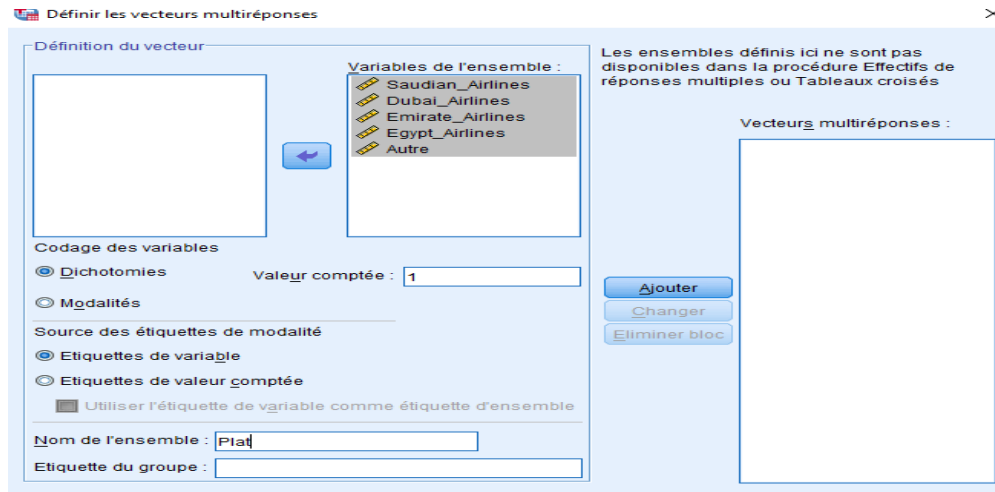 Définir les vecteurs multiréponses
Définition du vecteur
Variables de l'ensemble :
Saudian_Airlines
Dubai_Airlines
Emirate_Airlines
Egypt_Airlines
Autre
Codage des variables
Dichotomies
Valeur comptée : 1
Modalités
Source des étiquettes de modalité
Etiquettes de variable
Etiquettes de valeur comptée
Utiliser l'étiquette de variable comme étiquette d'ensemble
Nom de l'ensemble : Plat
Etiquette du groupe :
Les ensembles définis ici ne sont pas
disponibles dans la procédure Effectifs de
réponses multiples ou Tableaux croisés
Vecteurs multiréponses :
Ajouter
Changer
Eliminer bloc